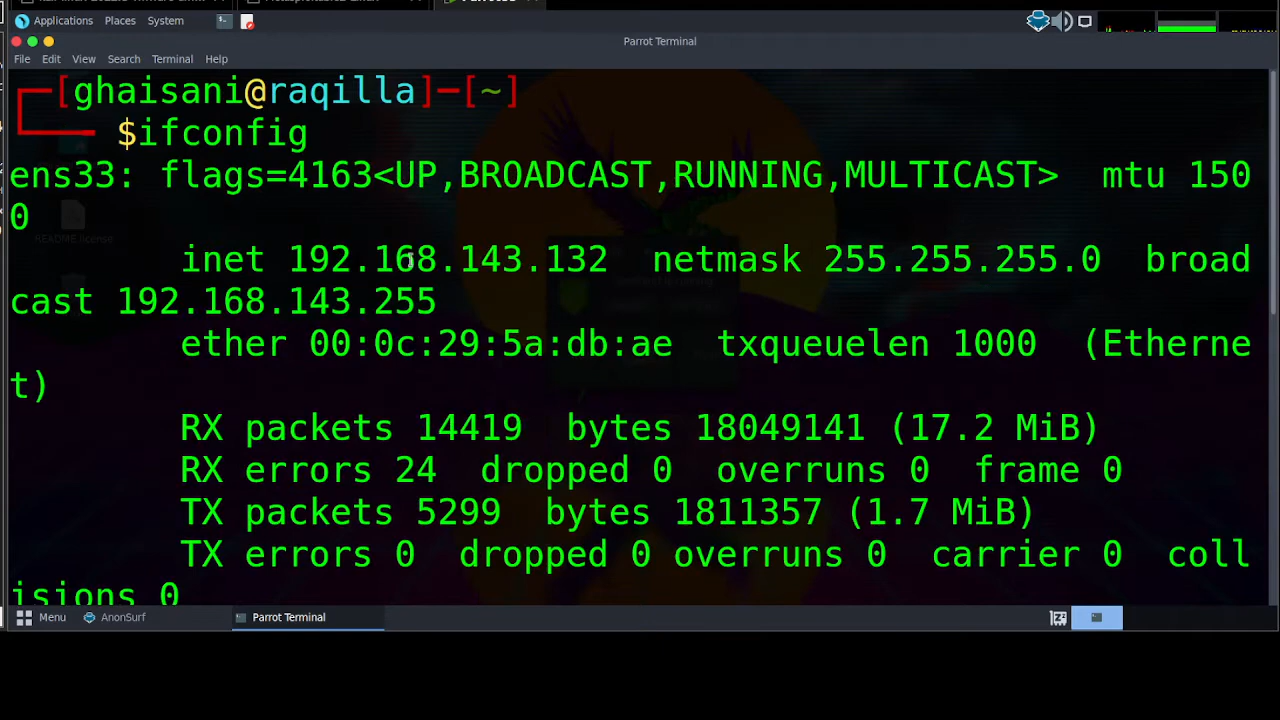 Applications Places System
Parrot Terminal
File Edit View Search Terminal Help
┌─[ghaisani@raqilla]─[~]
└──╼ $ifconfig
ens33: flags=4163<UP,BROADCAST,RUNNING,MULTICAST>  mtu 150
0
        inet 192.168.143.132  netmask 255.255.255.0  broad
cast 192.168.143.255
        ether 00:0c:29:5a:db:ae  txqueuelen 1000  (Etherne
t)
        RX packets 14419  bytes 18049141 (17.2 MiB)
        RX errors 24  dropped 0  overruns 0  frame 0
        TX packets 5299  bytes 1811357 (1.7 MiB)
        TX errors 0  dropped 0 overruns 0  carrier 0  coll
isions 0
README license
Menu AnonSurf Parrot Terminal